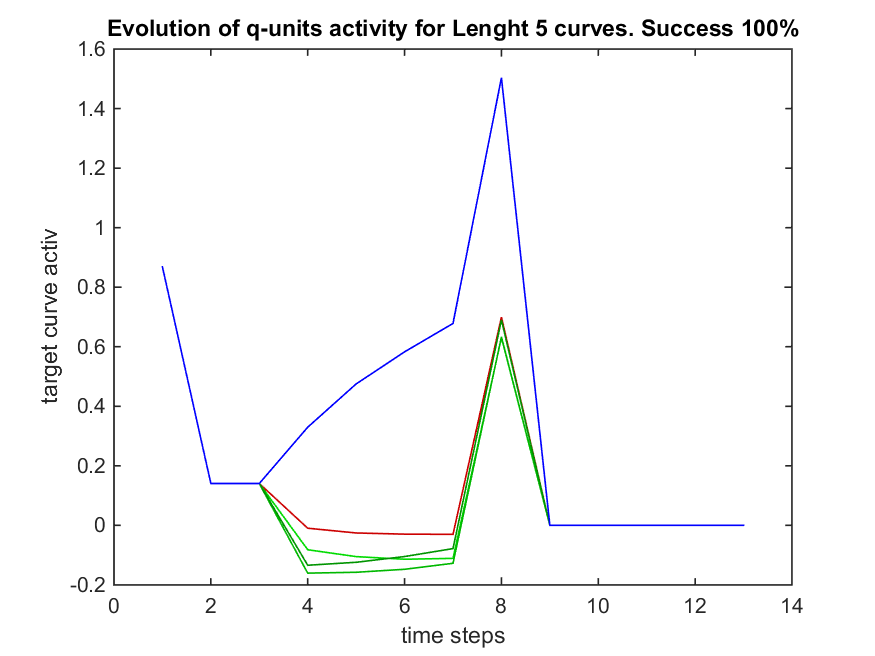 Evolution of q-units activity for Lenght 5 curves. Success 100%
1.6
1.4
1.2
1
0.8
0.6
0.4
0.2
0
-0.2
target curve activ
0 2 4 6 8 10 12 14
time steps